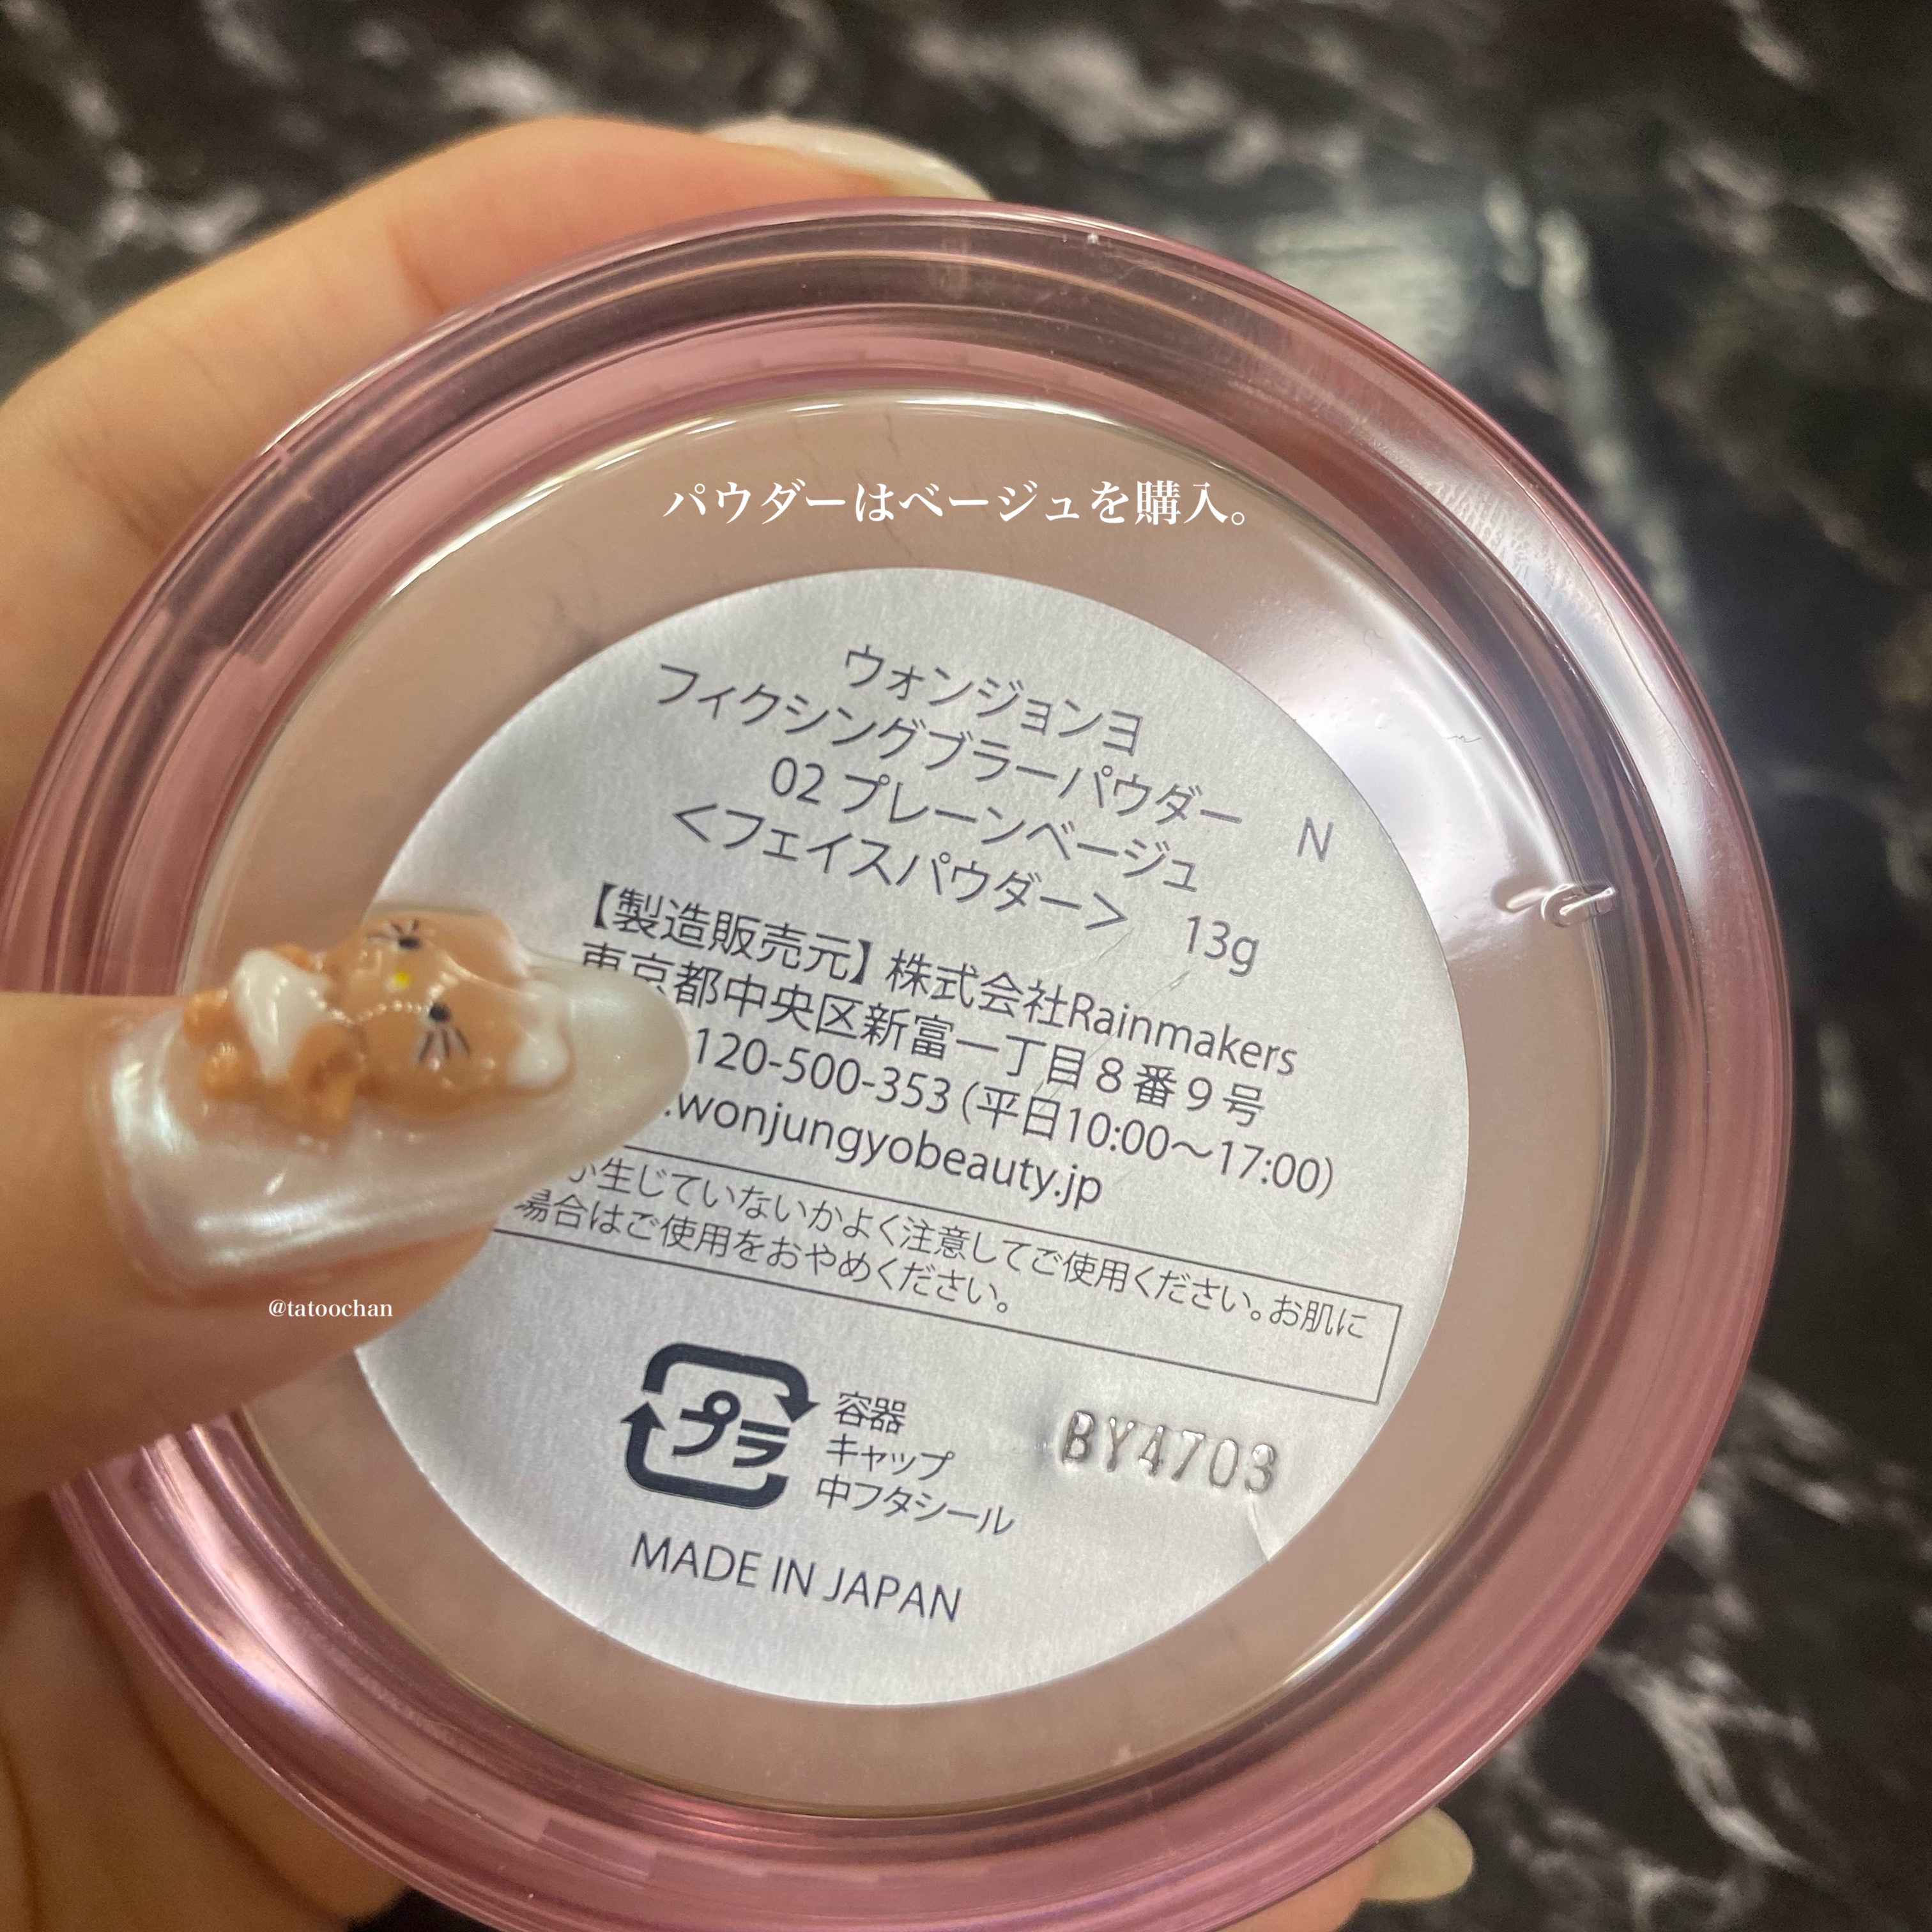 パウダーはベージュを購入。
ウォンジョンヨ
フィクシングブラーパウダー N
02 プレーンベージュ
<フェイスパウダー> 13g
【製造販売元】株式会社Rainmakers
東京都中央区新富一丁目8番9号
120-500-353(平日10:00〜17:00)
.wonjungyobeauty.jp
が生じていないかよく注意してご使用ください。お肌に
場合はご使用をおやめください。
@tatoochan
プラ
容器
キャップ
中フタシール
BY4703
MADE IN JAPAN